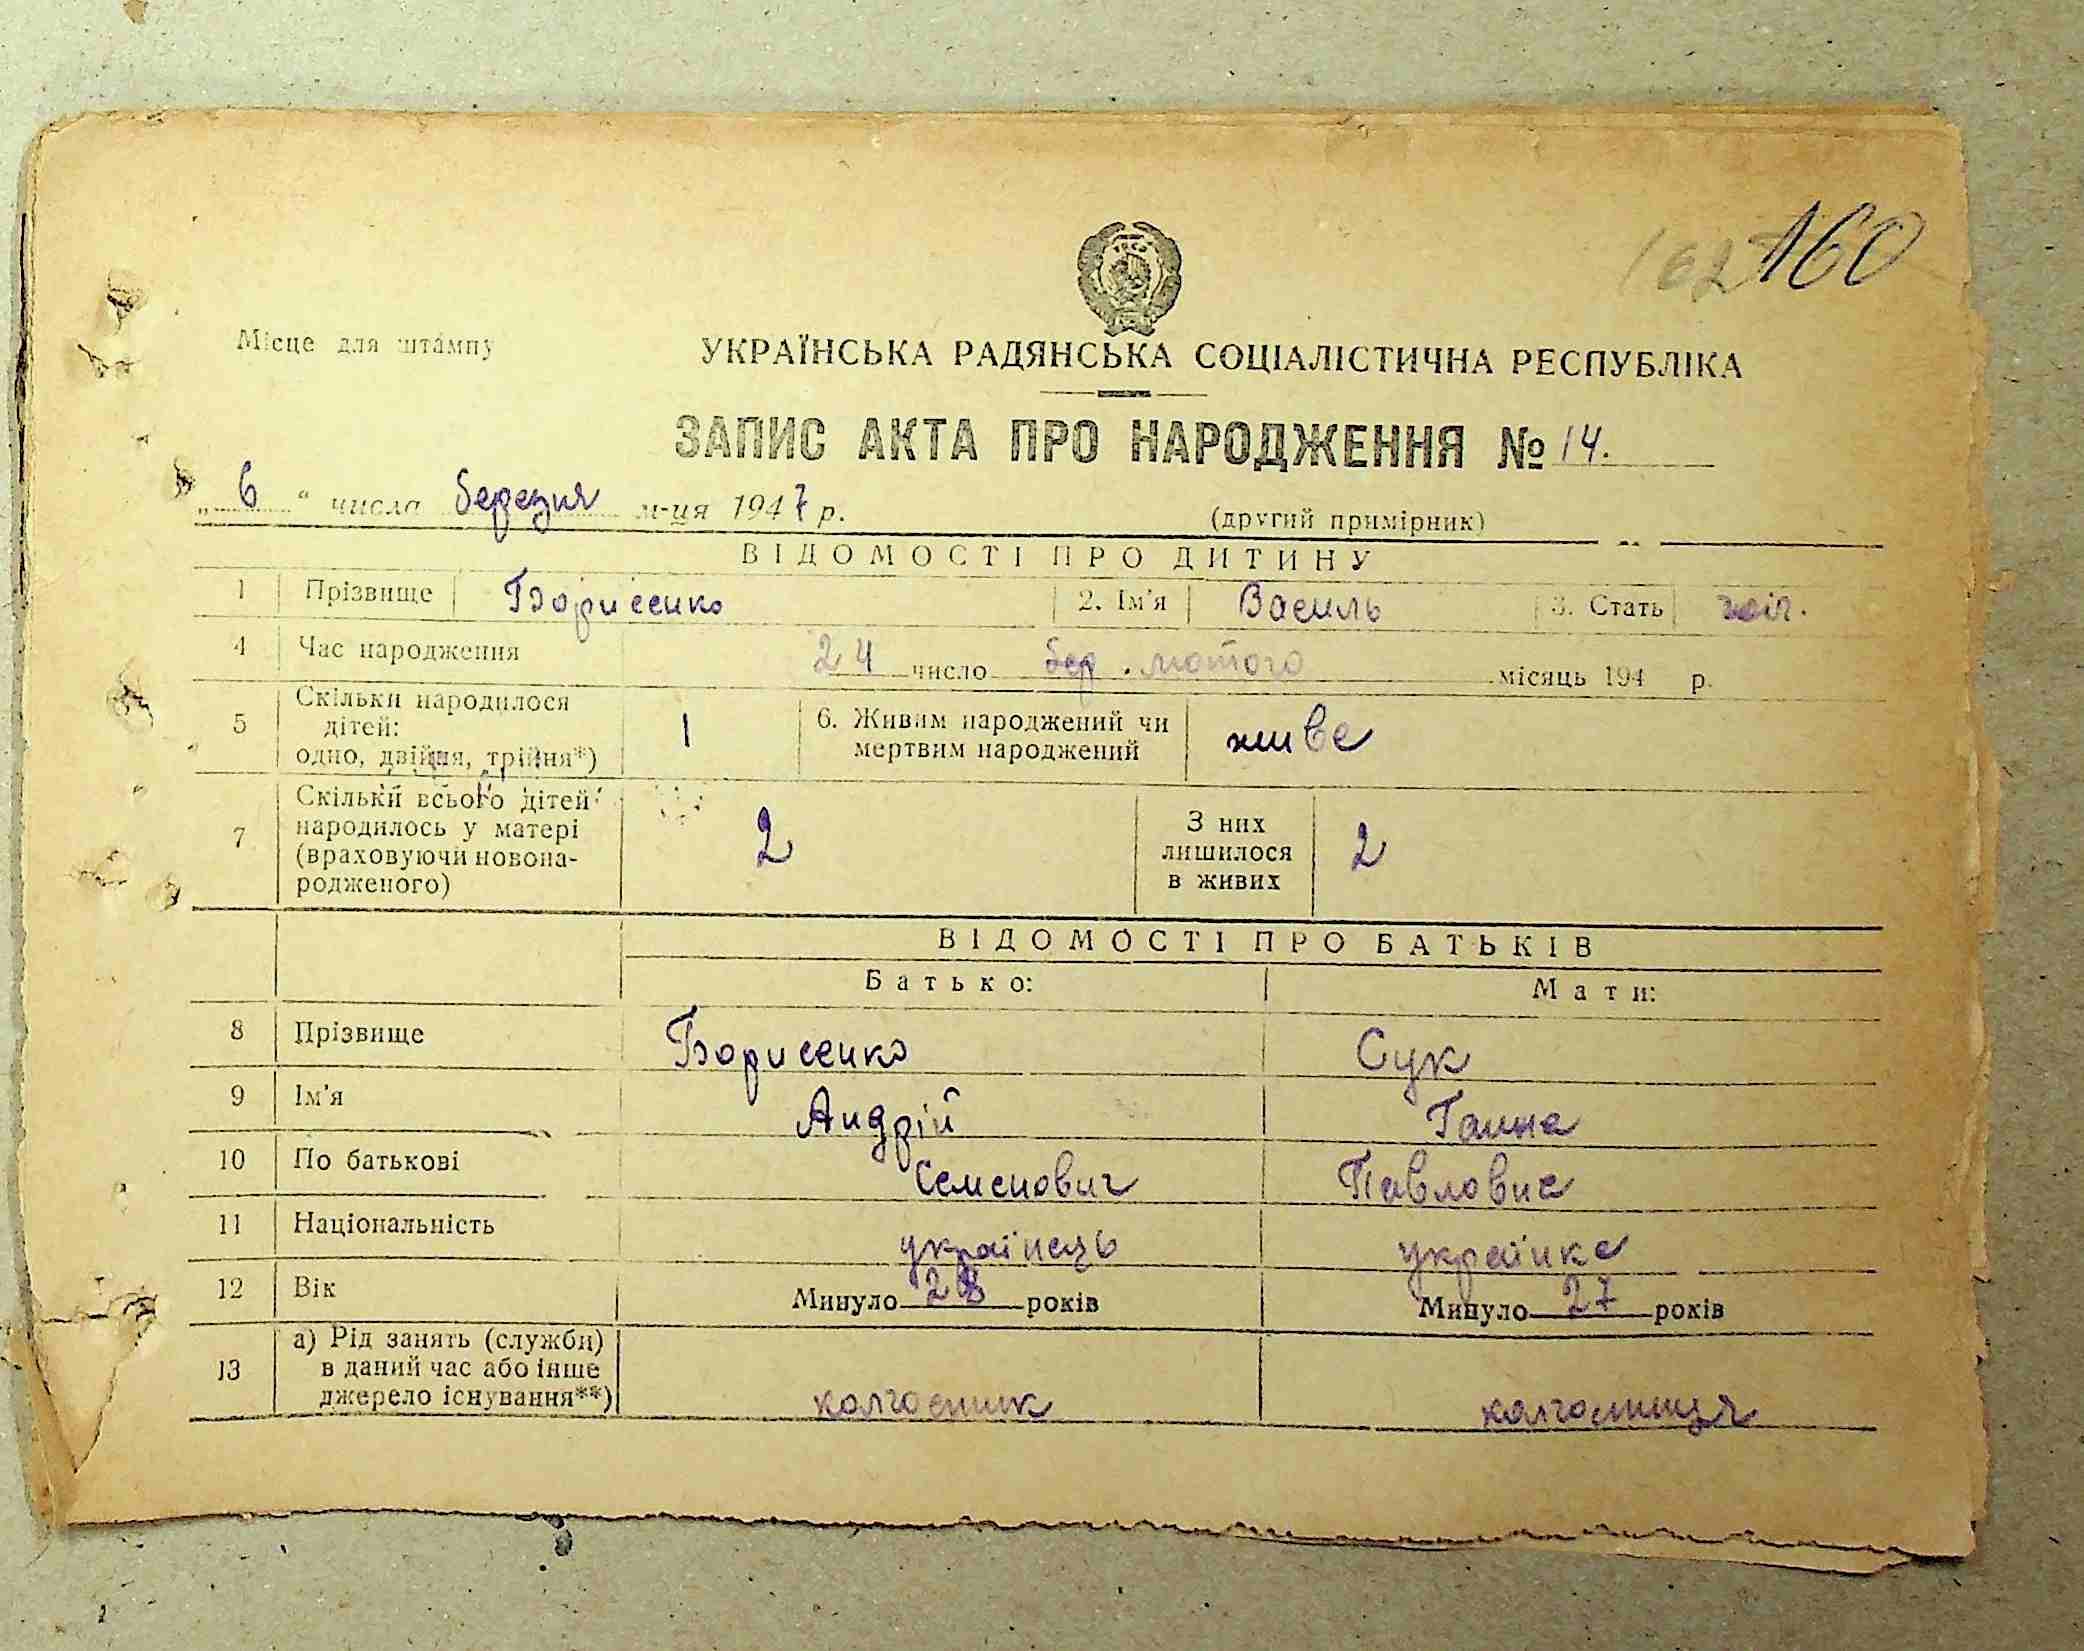 162 160
Місце для штампу
УКРАЇНСЬКА РАДЯНСЬКА СОЦІАЛІСТИЧНА РЕСПУБЛІКА
ЗАПИС АКТА ПРО НАРОДЖЕННЯ № 14.
„ 6 “ числа березня м-ця 1947 р. (другий примірник)
ВІДОМОСТІ ПРО ДИТИНУ
1 Прізвище Борисенко 2. Ім'я Василь 3. Стать чол.
4 Час народження 24 число бер. лютого місяць 194 р.
5 Скільки народилося дітей: одно, двійня, трійня*) 1 6. Живим народжений чи мертвим народжений живе
7 Скільки всього дітей народилось у матері (враховуючи новонародженого) 2 З них лишилося в живих 2
ВІДОМОСТІ ПРО БАТЬКІВ
Батько: Мати:
8 Прізвище Борисенко Сук
9 Ім'я Андрій Ганна
10 По батькові Семенович Павловна
11 Національність українець українка
12 Вік Минуло 28 років Минуло 27 років
13 а) Рід занять (служби) в даний час або інше джерело існування**) колгоспник колгоспниця